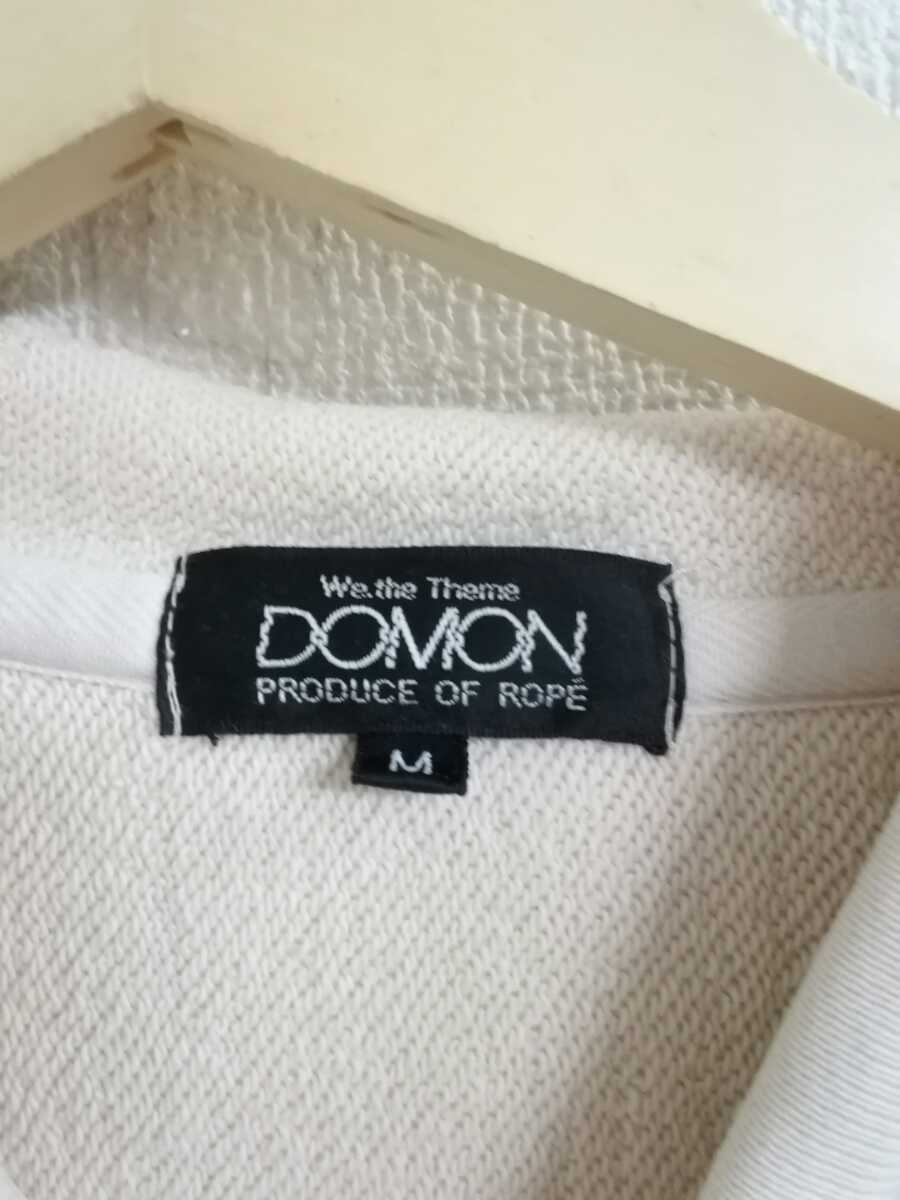 We.the Theme
DOMON
PRODUCE OF ROPÉ
M